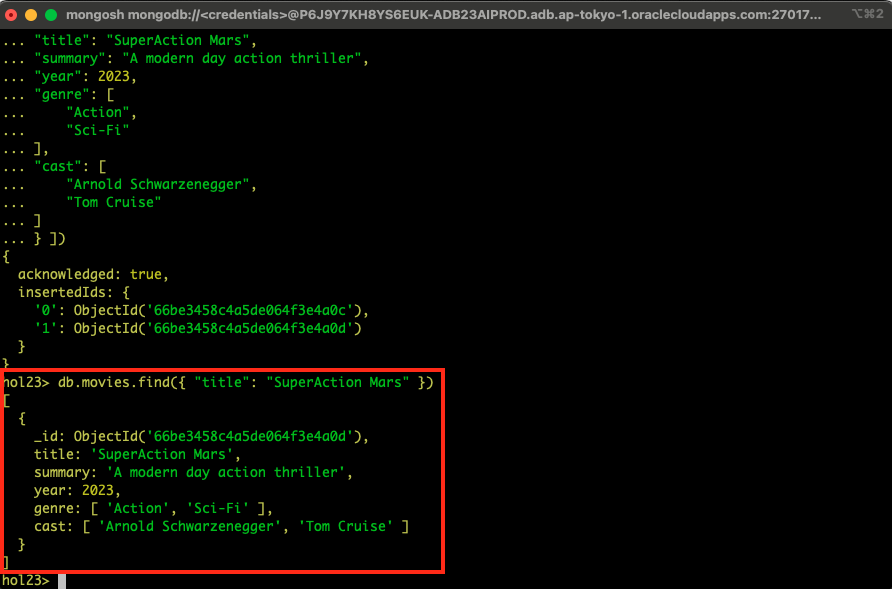 mongosh mongodb://<credentials>@P6J9Y7KH8YS6EUK-ADB23AIPROD.adb.ap-tokyo-1.oraclecloudapps.com:27017... ⌥⌘2
... "title": "SuperAction Mars",
... "summary": "A modern day action thriller",
... "year": 2023,
... "genre": [
...     "Action",
...     "Sci-Fi"
... ],
... "cast": [
...     "Arnold Schwarzenegger",
...     "Tom Cruise"
... ]
... } ])
{
  acknowledged: true,
  insertedIds: {
    '0': ObjectId('66be3458c4a5de064f3e4a0c'),
    '1': ObjectId('66be3458c4a5de064f3e4a0d')
  }
}
hol23> db.movies.find({ "title": "SuperAction Mars" })
[
  {
    _id: ObjectId('66be3458c4a5de064f3e4a0d'),
    title: 'SuperAction Mars',
    summary: 'A modern day action thriller',
    year: 2023,
    genre: [ 'Action', 'Sci-Fi' ],
    cast: [ 'Arnold Schwarzenegger', 'Tom Cruise' ]
  }
]
hol23>